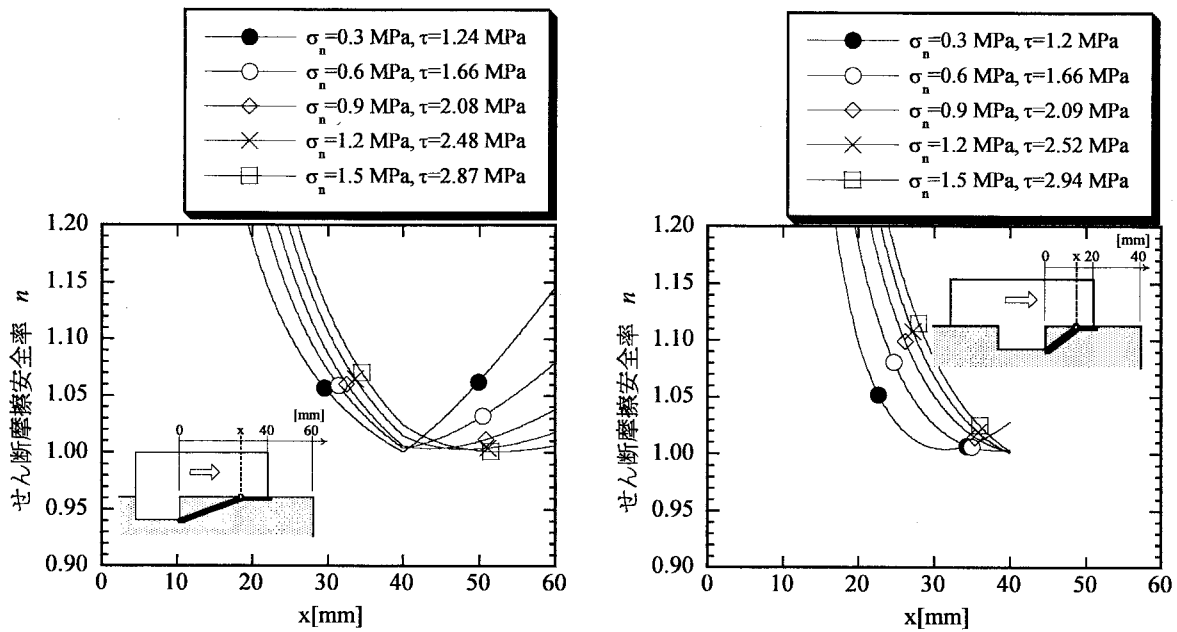 σn=0.3 MPa, τ=1.24 MPa
σn=0.6 MPa, τ=1.66 MPa
σn=0.9 MPa, τ=2.08 MPa
σn=1.2 MPa, τ=2.48 MPa
σn=1.5 MPa, τ=2.87 MPa
1.20
1.15
1.10
1.05
1.00
0.95
0.90
せん断摩擦安全率 n
[mm]
0 x 40 60
0 10 20 30 40 50 60
x[mm]
σn=0.3 MPa, τ=1.2 MPa
σn=0.6 MPa, τ=1.66 MPa
σn=0.9 MPa, τ=2.09 MPa
σn=1.2 MPa, τ=2.52 MPa
σn=1.5 MPa, τ=2.94 MPa
1.20
1.15
1.10
1.05
1.00
0.95
0.90
せん断摩擦安全率 n
[mm]
0 x 20 40
0 10 20 30 40 50 60
x[mm]